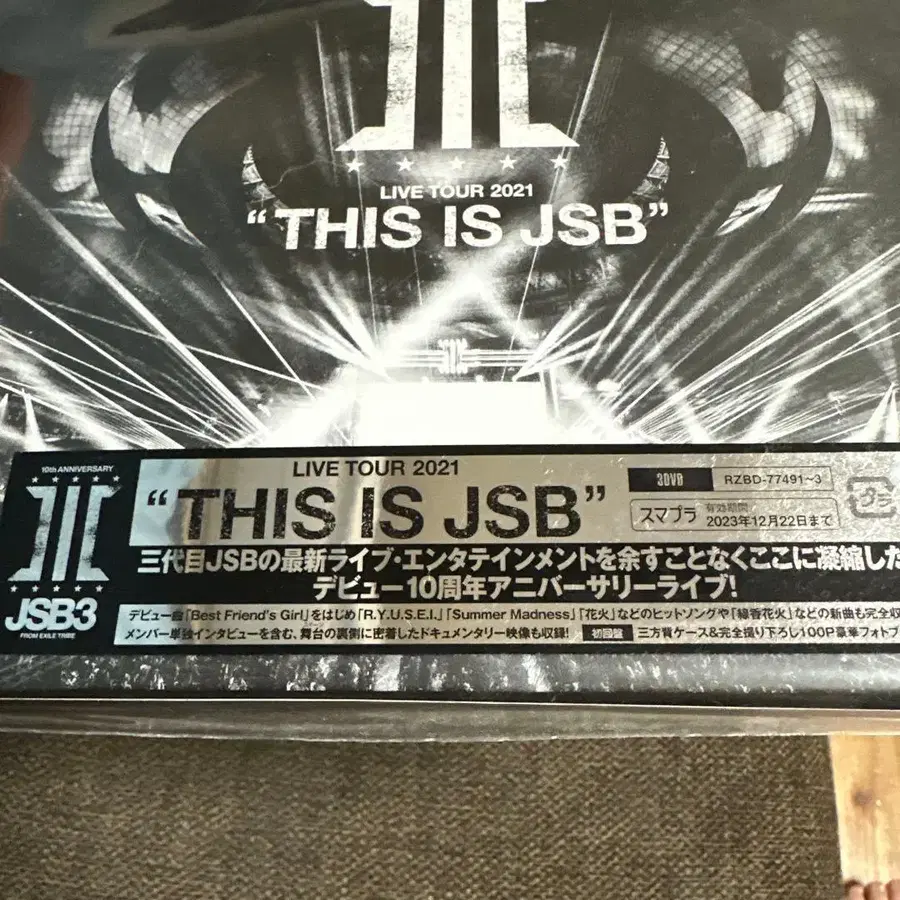 LIVE TOUR 2021
“THIS IS JSB”
10th ANNIVERSARY
JSB3
FROM EXILE TRIBE
LIVE TOUR 2021
“THIS IS JSB”
3DVD
RZBD-77491~3
スマプラ
有効期間
2023年12月22日まで
三代目JSBの最新ライブ・エンタテインメントを余すことなくここに凝縮した
デビュー10周年アニバーサリーライブ!
デビュー曲「Best Friend's Girl」をはじめ「R.Y.U.S.E.I.」「Summer Madness」「花火」などのヒットソングや「線香花火」などの新曲も完全収
メンバー単独インタビューを含む、舞台の裏側に密着したドキュメンタリー映像も収録! 初回盤 三方背ケース&完全撮り下ろし100P豪華フォトブ